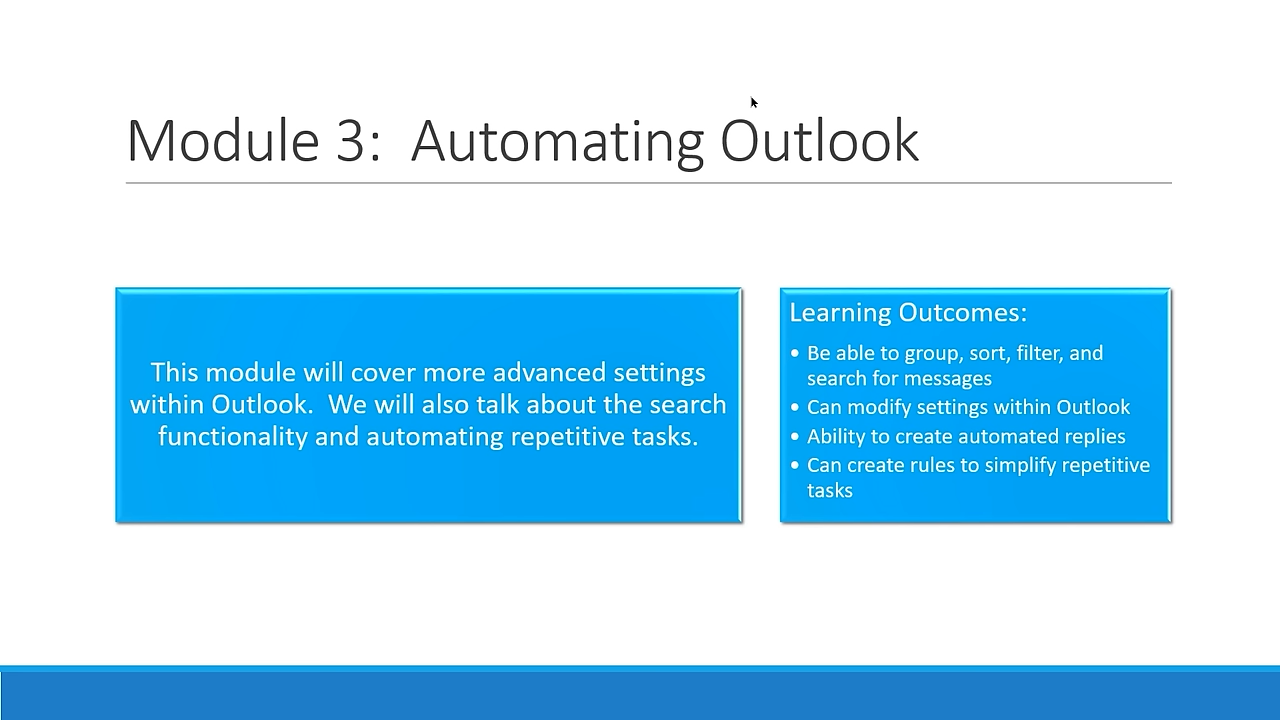 Module 3:  Automating Outlook
This module will cover more advanced settings
within Outlook.  We will also talk about the search
functionality and automating repetitive tasks.
Learning Outcomes:
• Be able to group, sort, filter, and
search for messages
• Can modify settings within Outlook
• Ability to create automated replies
• Can create rules to simplify repetitive
tasks